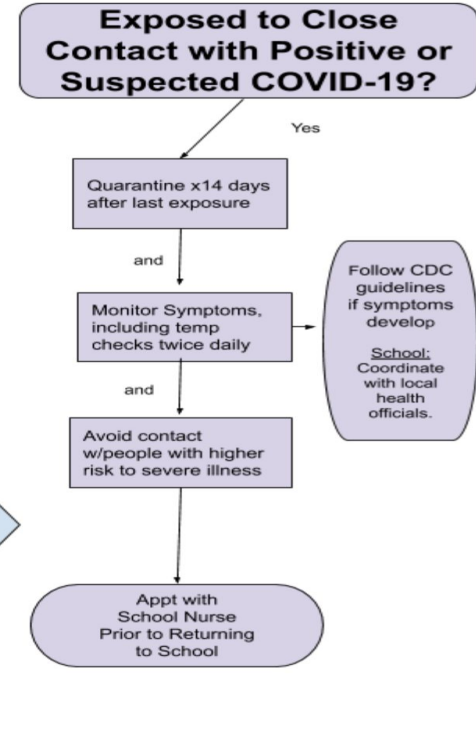 Exposed to Close
Contact with Positive or
Suspected COVID-19?
Yes
Quarantine x14 days
after last exposure
and
Monitor Symptoms,
including temp
checks twice daily
Follow CDC
guidelines
if symptoms
develop
School:
Coordinate
with local
health
officials.
and
Avoid contact
w/people with higher
risk to severe illness
Appt with
School Nurse
Prior to Returning
to School